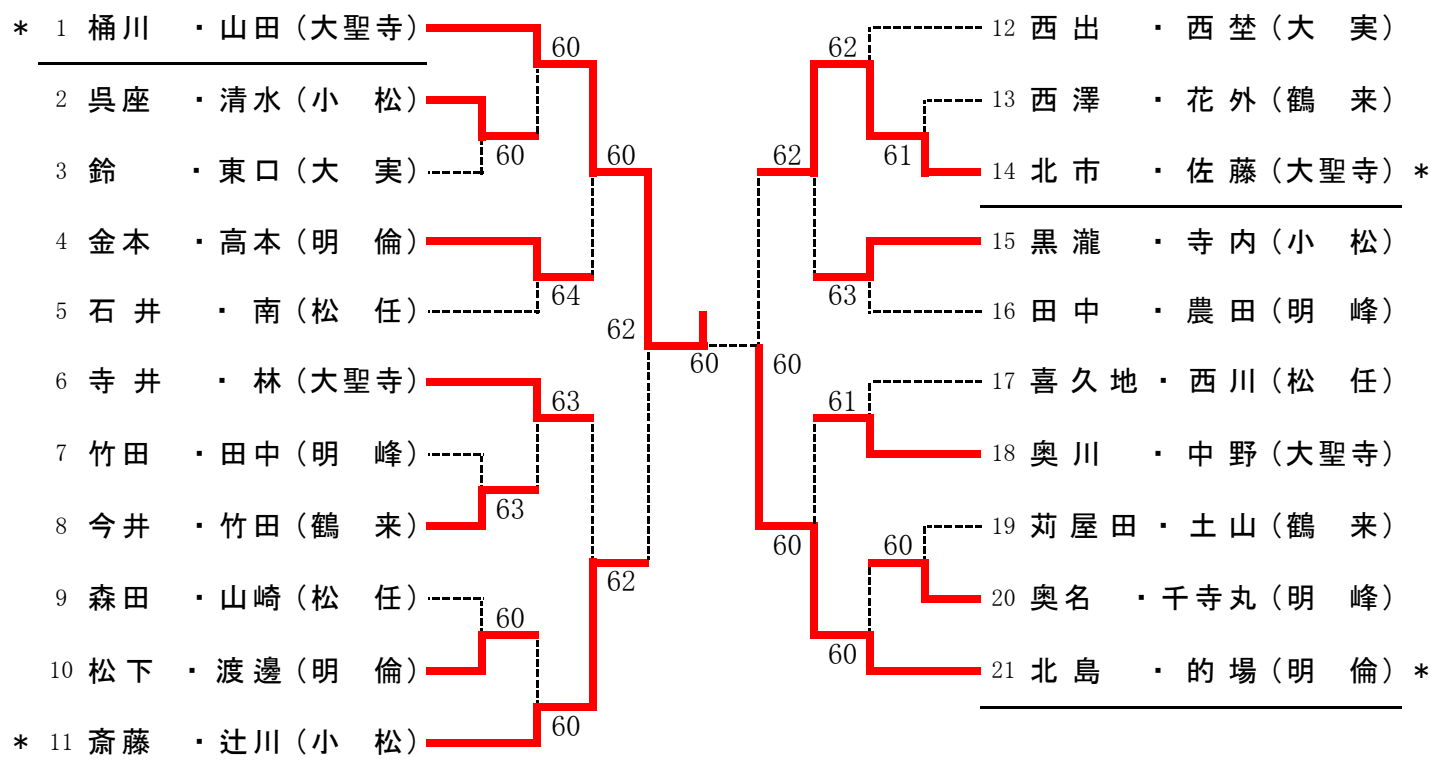 * 1 桶川 ・山田（大聖寺）
2 呉座 ・清水（小 松）
3 鈴 ・東口（大 実）
4 金本 ・高本（明 倫）
5 石井 ・ 南（松 任）
6 寺井 ・ 林（大聖寺）
7 竹田 ・田中（明 峰）
8 今井 ・竹田（鶴 来）
9 森田 ・山崎（松 任）
10 松下 ・渡邊（明 倫）
* 11 斎藤 ・辻川（小 松）
60
60
64
63
63
60
60
60
62
62
60
60
62
60
62
61
63
61
60
60
12 西出 ・ 西埜（大 実）
13 西澤 ・ 花外（鶴 来）
14 北市 ・ 佐藤（大聖寺） *
15 黒瀧 ・ 寺内（小 松）
16 田中 ・ 農田（明 峰）
17 喜久地・西川（松 任）
18 奥川 ・ 中野（大聖寺）
19 苅屋田・土山（鶴 来）
20 奥名 ・千寺丸（明 峰）
21 北島 ・ 的場（明 倫） *